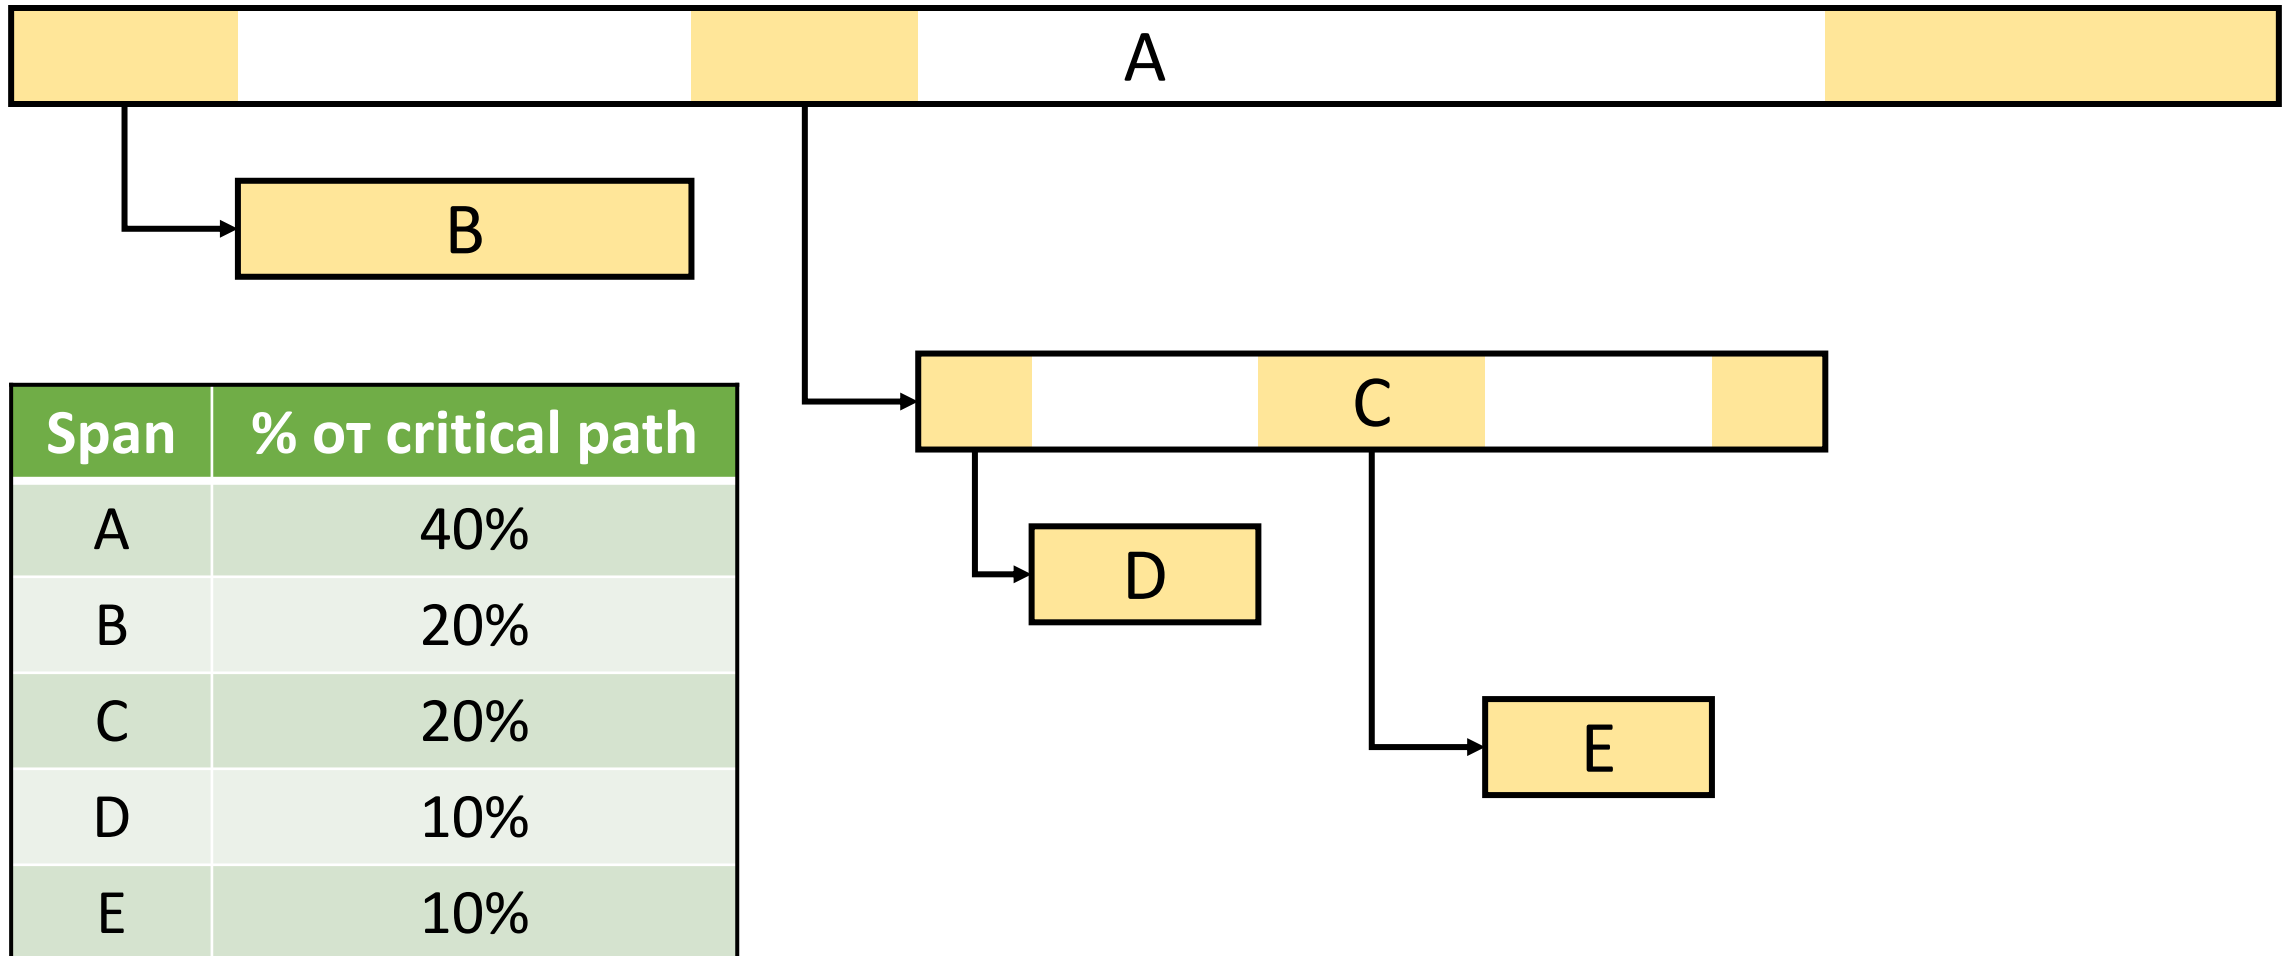 A
B
C
D
E
Span % от critical path
A 40%
B 20%
C 20%
D 10%
E 10%